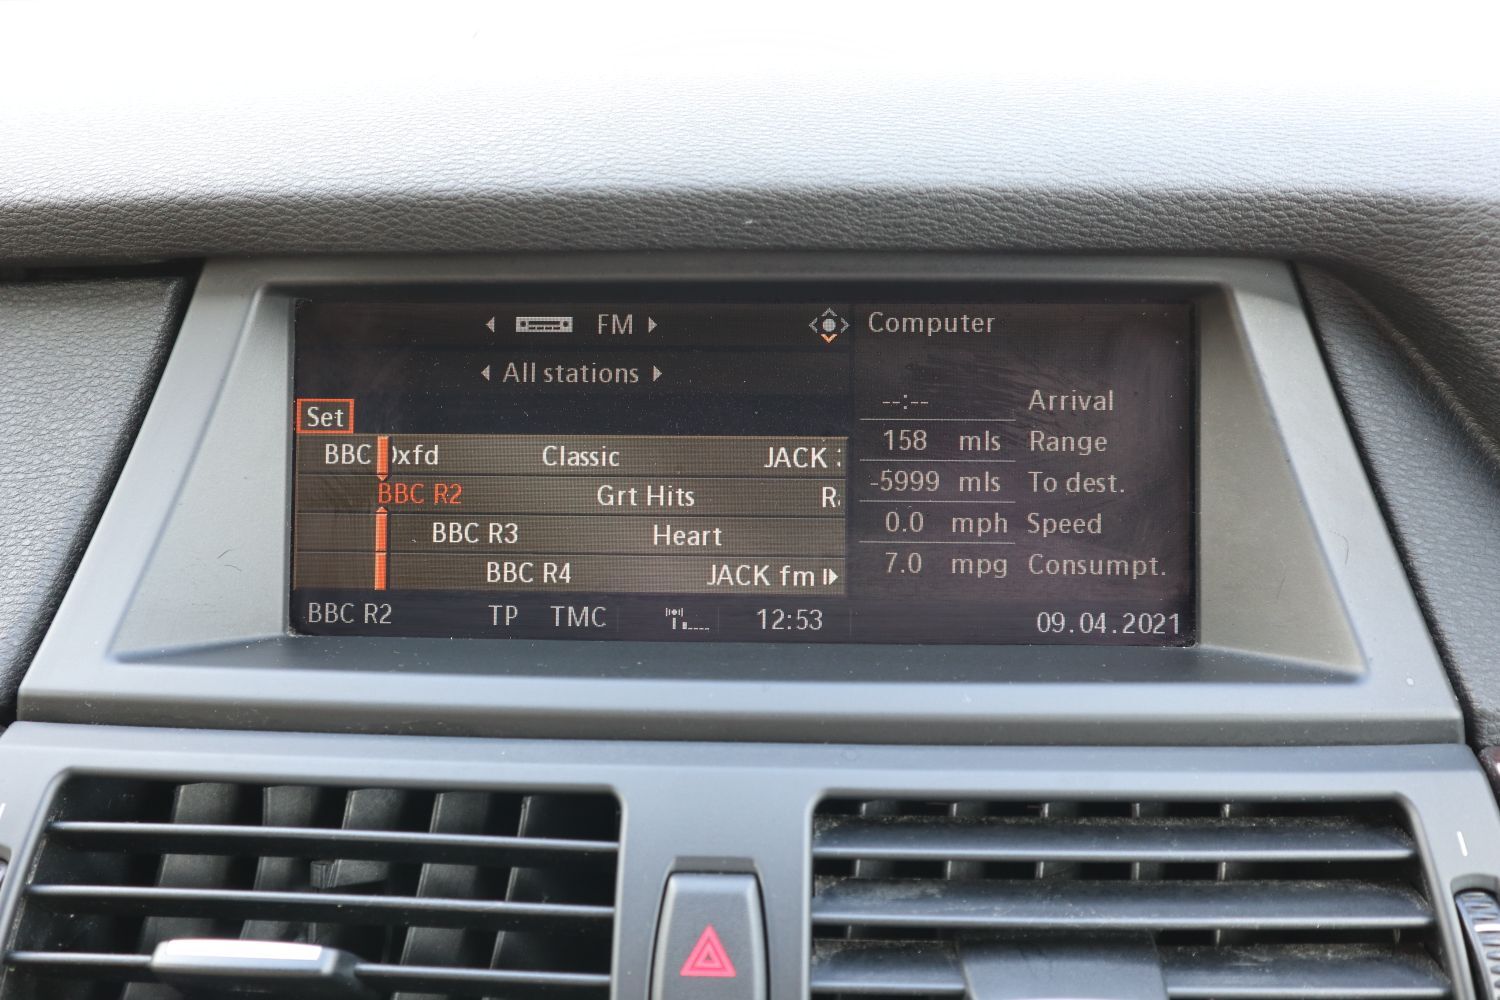 FM
Computer
All stations
--:-- Arrival
Set
158 mls Range
BBC Oxfd Classic JACK
-5999 mls To dest.
BBC R2 Grt Hits
0.0 mph Speed
BBC R3 Heart
7.0 mpg Consumpt.
BBC R4 JACK fm
BBC R2 TP TMC 12:53
09.04.2021